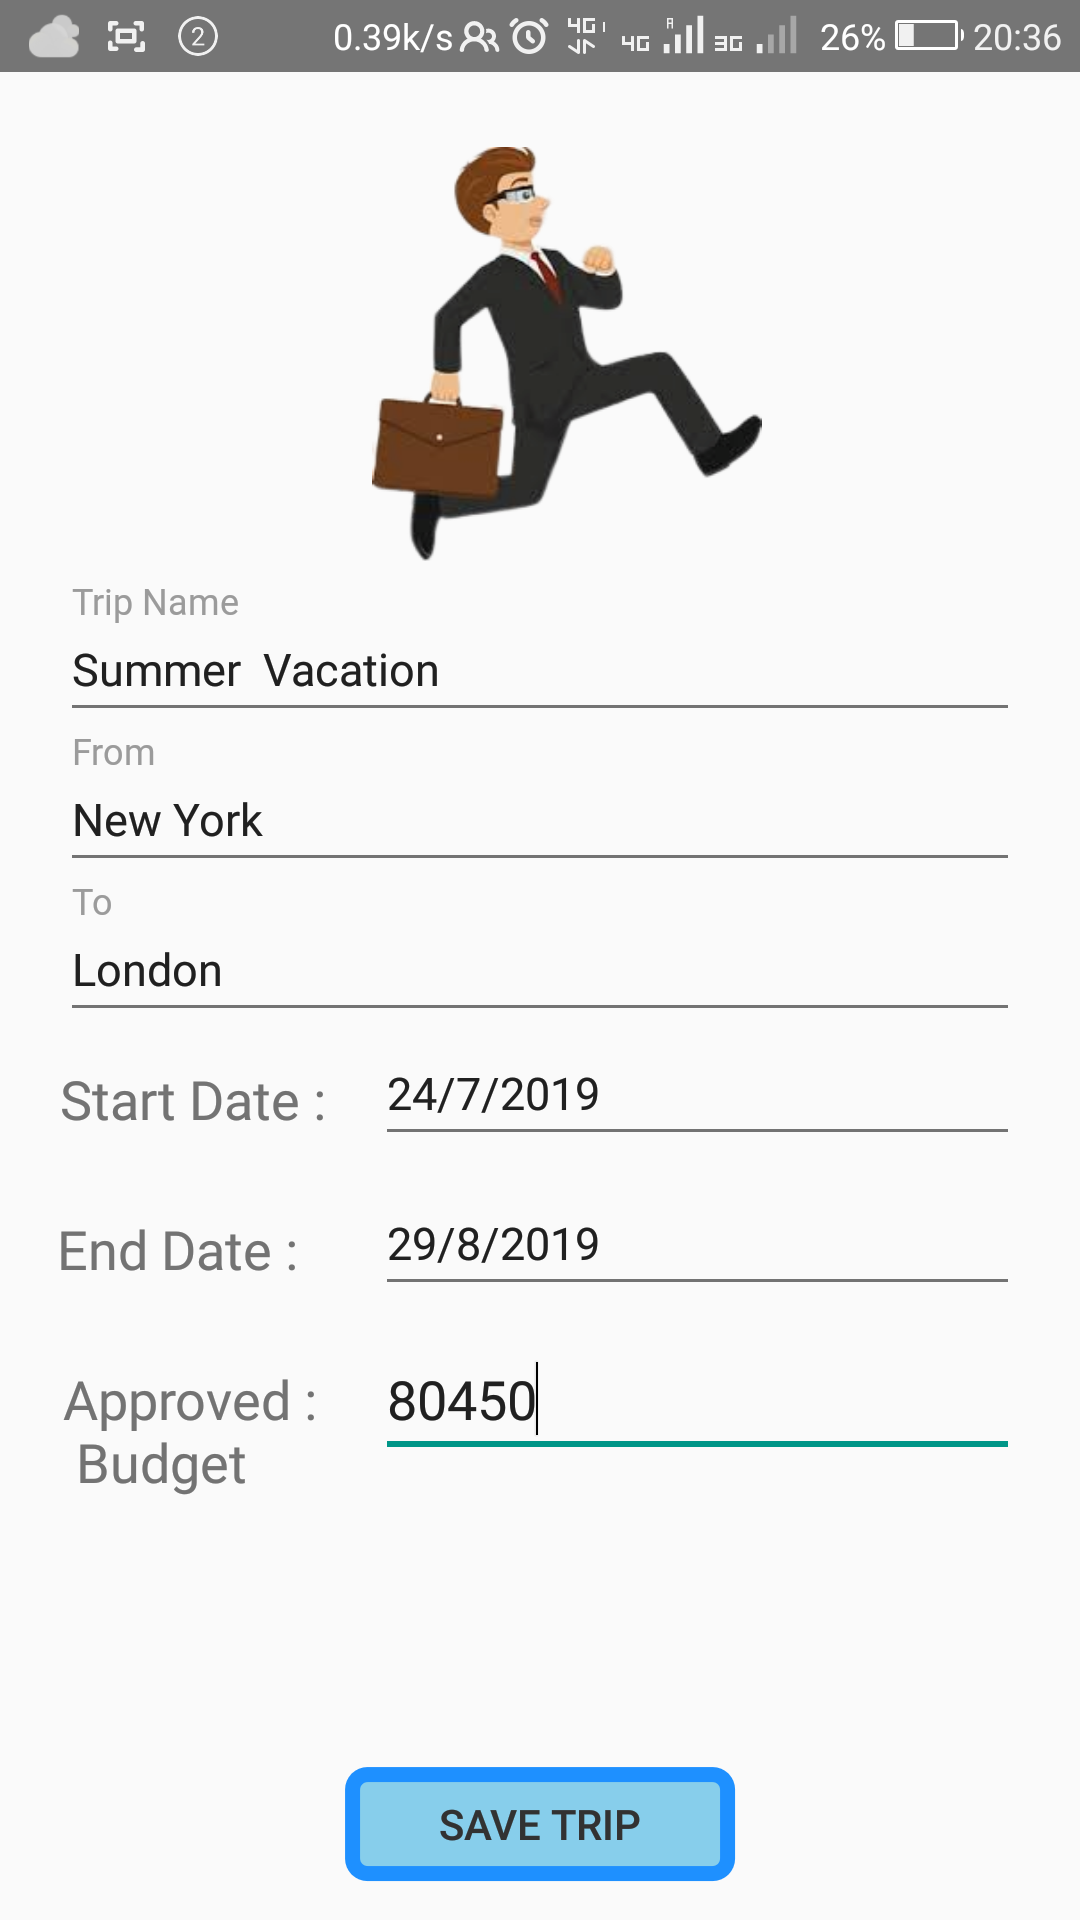 2 0.39k/s 4G 4G R 3G 26% 20:36
Trip Name
Summer  Vacation
From
New York
To
London
Start Date : 24/7/2019
End Date : 29/8/2019
Approved : 80450
Budget
SAVE TRIP